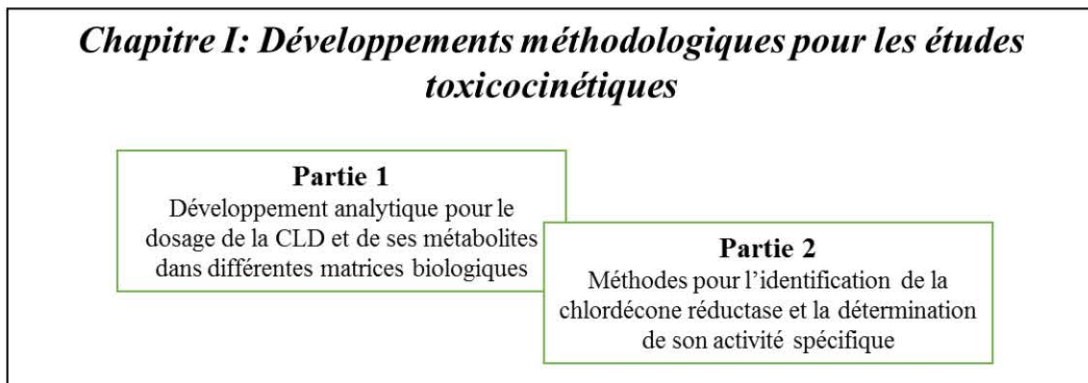 Chapitre I: Développements méthodologiques pour les études
toxicocinétiques
Partie 1
Développement analytique pour le
dosage de la CLD et de ses métabolites
dans différentes matrices biologiques
Partie 2
Méthodes pour l’identification de la
chlordécone réductase et la détermination
de son activité spécifique